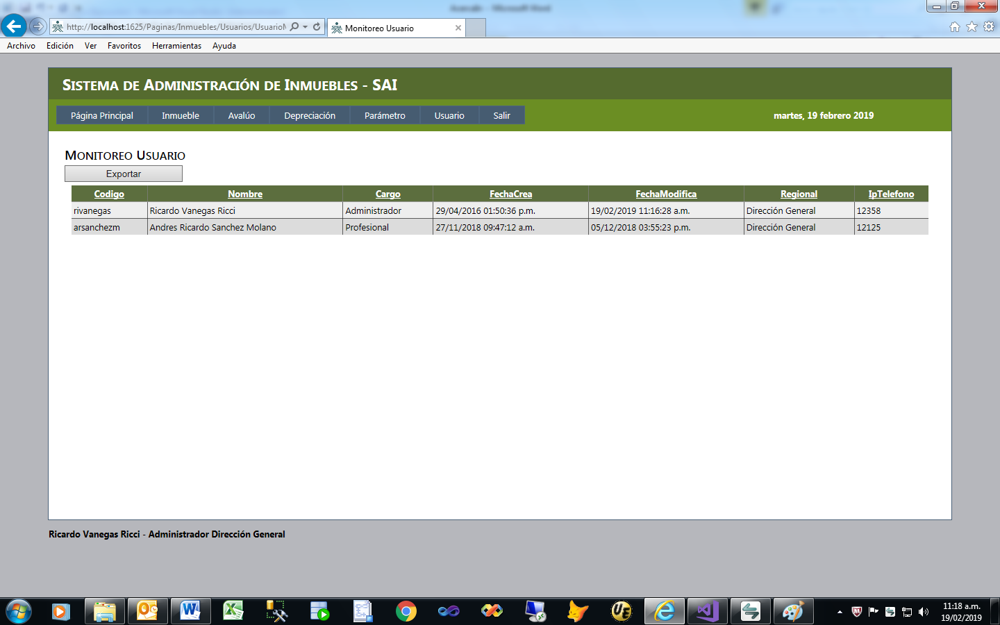 http://localhost:1625/Paginas/Inmuebles/Usuarios/Usuario
Monitoreo Usuario
Archivo Edición Ver Favoritos Herramientas Ayuda
SISTEMA DE ADMINISTRACIÓN DE INMUEBLES - SAI
Página Principal Inmueble Avalúo Depreciación Parámetro Usuario Salir martes, 19 febrero 2019
MONITOREO USUARIO
Exportar
Codigo Nombre Cargo FechaCrea FechaModifica Regional IpTelefono
rivanegas Ricardo Vanegas Ricci Administrador 29/04/2016 01:50:36 p.m. 19/02/2019 11:16:28 a.m. Dirección General 12358
arsanchezm Andres Ricardo Sanchez Molano Profesional 27/11/2018 09:47:12 a.m. 05/12/2018 03:55:23 p.m. Dirección General 12125
Ricardo Vanegas Ricci - Administrador Dirección General
11:18 a.m.
19/02/2019